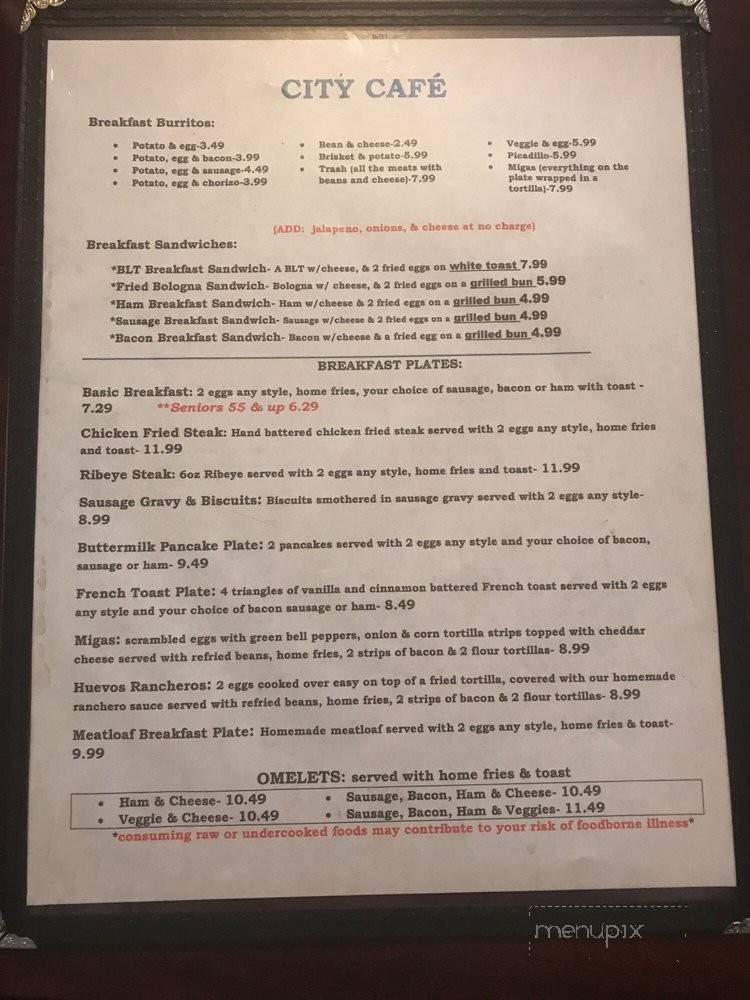 CITY CAFÉ
Breakfast Burritos:
• Potato & egg-3.49
• Potato, egg & bacon-3.99
• Potato, egg & sausage-4.49
• Potato, egg & chorizo-3.99
• Bean & cheese-2.49
• Brisket & potato-5.99
• Trash (all the meats with
beans and cheese)-7.99
• Veggie & egg-5.99
• Picadillo-5.99
• Migas (everything on the
plate wrapped in a
tortilla)-7.99
(ADD: jalapeno, onions, & cheese at no charge)
Breakfast Sandwiches:
*BLT Breakfast Sandwich- A BLT w/cheese, & 2 fried eggs on white toast 7.99
*Fried Bologna Sandwich- Bologna w/ cheese, & 2 fried eggs on a grilled bun 5.99
*Ham Breakfast Sandwich- Ham w/cheese & 2 fried eggs on a grilled bun 4.99
*Sausage Breakfast Sandwich- Sausage w/cheese & 2 fried eggs on a grilled bun 4.99
*Bacon Breakfast Sandwich- Bacon w/cheese & a fried egg on a grilled bun 4.99
BREAKFAST PLATES:
Basic Breakfast: 2 eggs any style, home fries, your choice of sausage, bacon or ham with toast -
7.29 **Seniors 55 & up 6.29
Chicken Fried Steak: Hand battered chicken fried steak served with 2 eggs any style, home fries
and toast- 11.99
Ribeye Steak: 6oz Ribeye served with 2 eggs any style, home fries and toast- 11.99
Sausage Gravy & Biscuits: Biscuits smothered in sausage gravy served with 2 eggs any style-
8.99
Buttermilk Pancake Plate: 2 pancakes served with 2 eggs any style and your choice of bacon,
sausage or ham- 9.49
French Toast Plate: 4 triangles of vanilla and cinnamon battered French toast served with 2 eggs
any style and your choice of bacon sausage or ham- 8.49
Migas: scrambled eggs with green bell peppers, onion & corn tortilla strips topped with cheddar
cheese served with refried beans, home fries, 2 strips of bacon & 2 flour tortillas- 8.99
Huevos Rancheros: 2 eggs cooked over easy on top of a fried tortilla, covered with our homemade
ranchero sauce served with refried beans, home fries, 2 strips of bacon & 2 flour tortillas- 8.99
Meatloaf Breakfast Plate: Homemade meatloaf served with 2 eggs any style, home fries & toast-
9.99
OMELETS: served with home fries & toast
• Ham & Cheese- 10.49
• Veggie & Cheese- 10.49
• Sausage, Bacon, Ham & Cheese- 10.49
• Sausage, Bacon, Ham & Veggies- 11.49
*consuming raw or undercooked foods may contribute to your risk of foodborne illness*
menupix